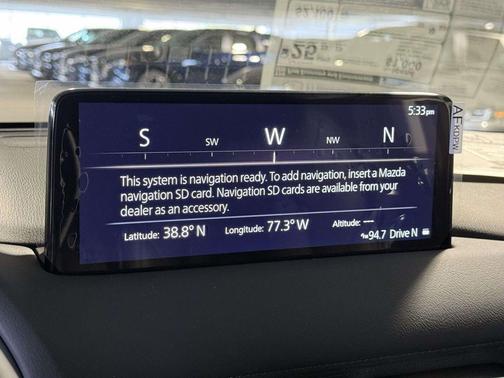 5:33pm
S SW W NW N
This system is navigation ready. To add navigation, insert a Mazda
navigation SD card. Navigation SD cards are available from your
dealer as an accessory.
Latitude: 38.8° N Longitude: 77.3° W Altitude: ---
94.7 Drive N
25